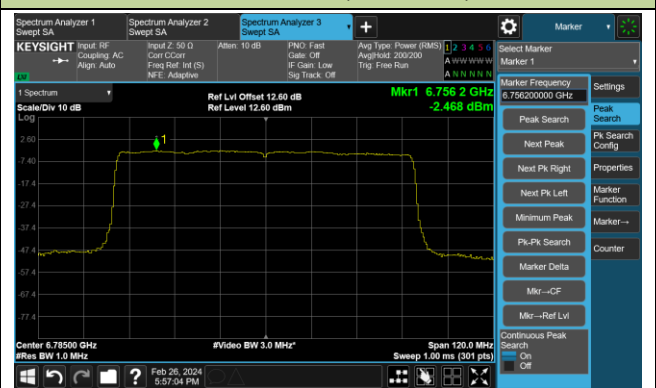 Spectrum Analyzer 1
Swept SA
Spectrum Analyzer 2
Swept SA
Spectrum Analyzer 3
Swept SA
+
Marker
KEYSIGHT
Input: RF
Coupling: AC
Align: Auto
Input Z: 50 Ω
Corr CCorr
Freq Ref: Int (S)
NFE: Adaptive
Atten: 10 dB
PNO: Fast
Gate: Off
IF Gain: Low
Sig Track: Off
Avg Type: Power (RMS)
Avg|Hold: 200/200
Trig: Free Run
1 2 3 4 5 6
A W W W W W
A N N N N N
Select Marker
Marker 1
LXI
1 Spectrum
Scale/Div 10 dB
Log
Ref Lvl Offset 12.60 dB
Ref Level 12.60 dBm
Mkr1 6.756 2 GHz
-2.468 dBm
1
2.60
-7.40
-17.4
-27.4
-37.4
-47.4
-57.4
-67.4
-77.4
Center 6.78500 GHz
#Res BW 1.0 MHz
#Video BW 3.0 MHz*
Span 120.0 MHz
Sweep 1.00 ms (301 pts)
Marker Frequency
6.756200000 GHz
Peak Search
Next Peak
Next Pk Right
Next Pk Left
Minimum Peak
Pk-Pk Search
Marker Delta
Mkr→CF
Mkr→Ref Lvl
Continuous Peak
Search
On
Off
Settings
Peak
Search
Pk Search
Config
Properties
Marker
Function
Marker→
Counter
?
Feb 26, 2024
5:57:04 PM